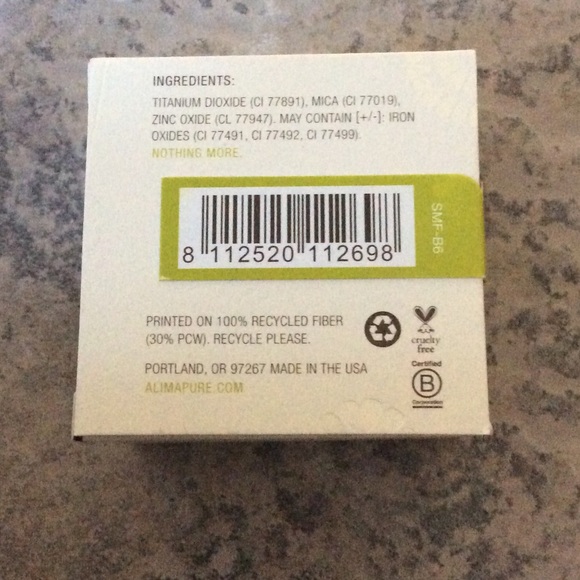 INGREDIENTS:
TITANIUM DIOXIDE (CI 77891), MICA (CI 77019),
ZINC OXIDE (CL 77947). MAY CONTAIN [+/-]: IRON
OXIDES (CI 77491, CI 77492, CI 77499).
NOTHING MORE.
SMF-B6
8 112520 112698
PRINTED ON 100% RECYCLED FIBER
(30% PCW). RECYCLE PLEASE.
cruelty
free
PORTLAND, OR 97267 MADE IN THE USA
ALIMAPURE.COM
Certified
B
Corporation